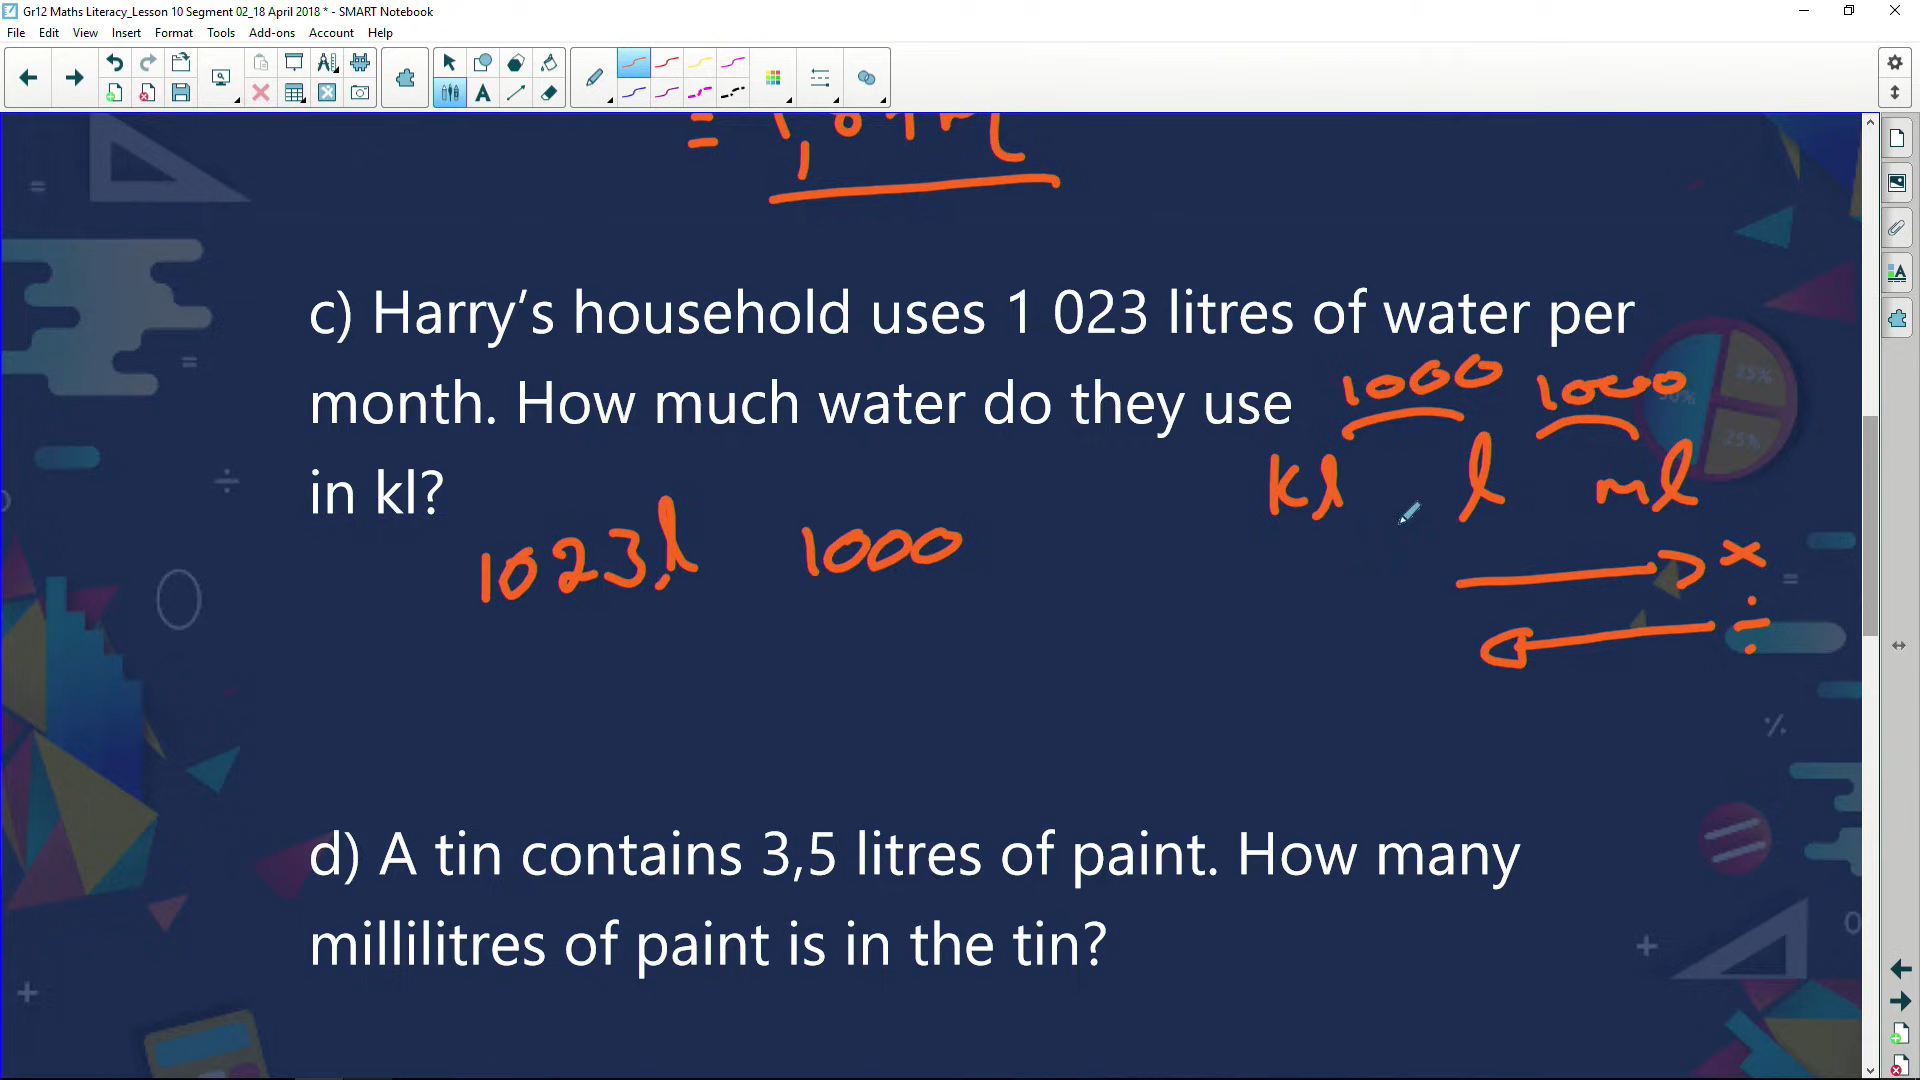 Gr12 Maths Literacy_Lesson 10 Segment 02_18 April 2018 * - SMART Notebook
File Edit View Insert Format Tools Add-ons Account Help
c) Harry’s household uses 1 023 litres of water per
month. How much water do they use
in kl?
1000 1000
kl l ml
1023 l 1000
×
÷
d) A tin contains 3,5 litres of paint. How many
millilitres of paint is in the tin?
25%
25%